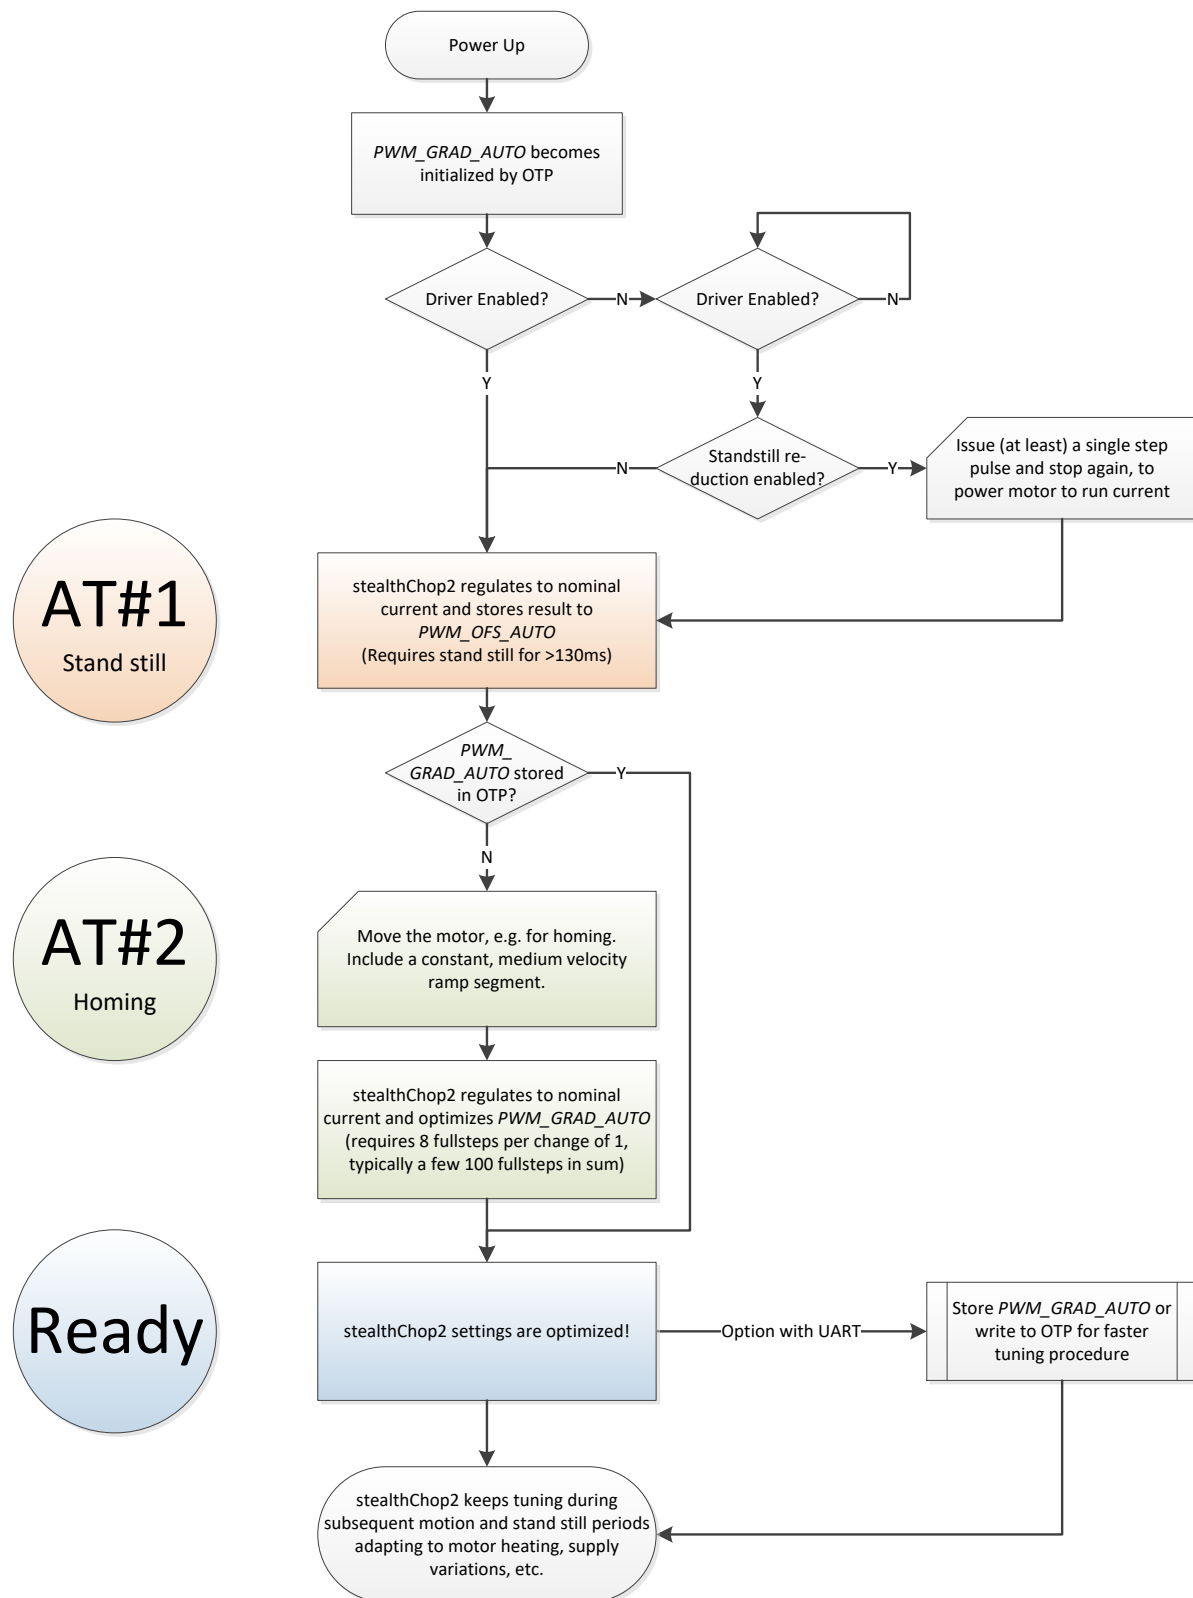 Power Up
PWM_GRAD_AUTO becomes
initialized by OTP
Driver Enabled?
N
Driver Enabled?
N
Y
Y
Standstill re-
duction enabled?
N
Y
Issue (at least) a single step
pulse and stop again, to
power motor to run current
AT#1
Stand still
stealthChop2 regulates to nominal
current and stores result to
PWM_OFS_AUTO
(Requires stand still for >130ms)
PWM_
GRAD_AUTO stored
in OTP?
Y
N
AT#2
Homing
Move the motor, e.g. for homing.
Include a constant, medium velocity
ramp segment.
stealthChop2 regulates to nominal
current and optimizes PWM_GRAD_AUTO
(requires 8 fullsteps per change of 1,
typically a few 100 fullsteps in sum)
Ready
stealthChop2 settings are optimized!
Option with UART
Store PWM_GRAD_AUTO or
write to OTP for faster
tuning procedure
stealthChop2 keeps tuning during
subsequent motion and stand still periods
adapting to motor heating, supply
variations, etc.